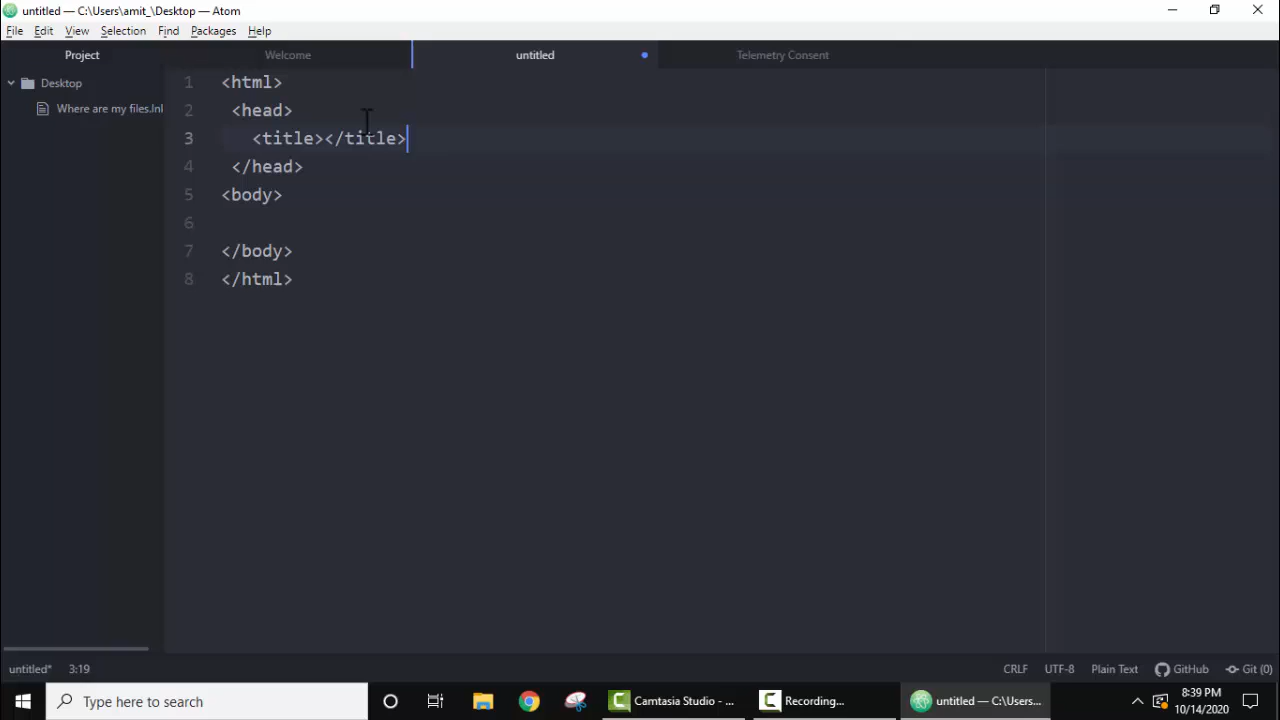 untitled — C:\Users\amit_\Desktop — Atom
File Edit View Selection Find Packages Help
Project Welcome untitled Telemetry Consent
Desktop
Where are my files.lnl
1 <html>
2 <head>
3 <title></title>
4 </head>
5 <body>
6
7 </body>
8 </html>
untitled* 3:19 CRLF UTF-8 Plain Text GitHub Git (0)
Type here to search Camtasia Studio - ... Recording... untitled — C:\Users... 8:39 PM
10/14/2020